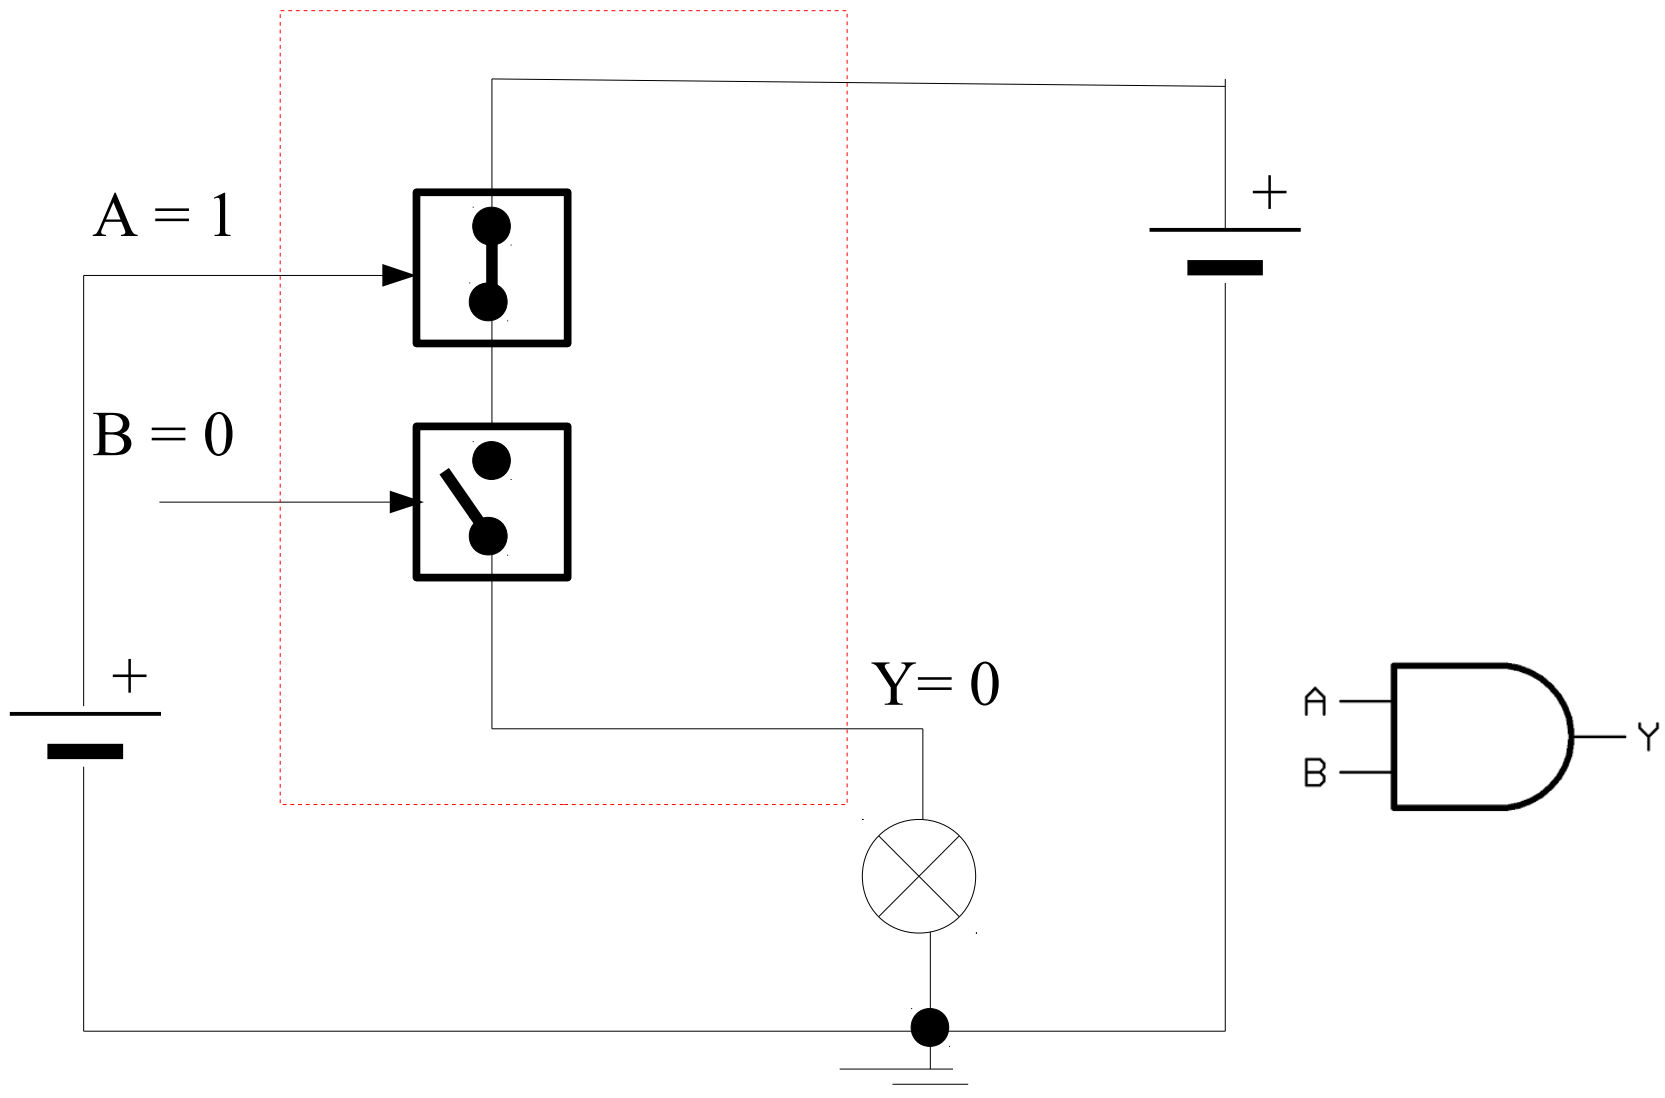 A = 1
+
B = 0
+
Y= 0
A
Y
B